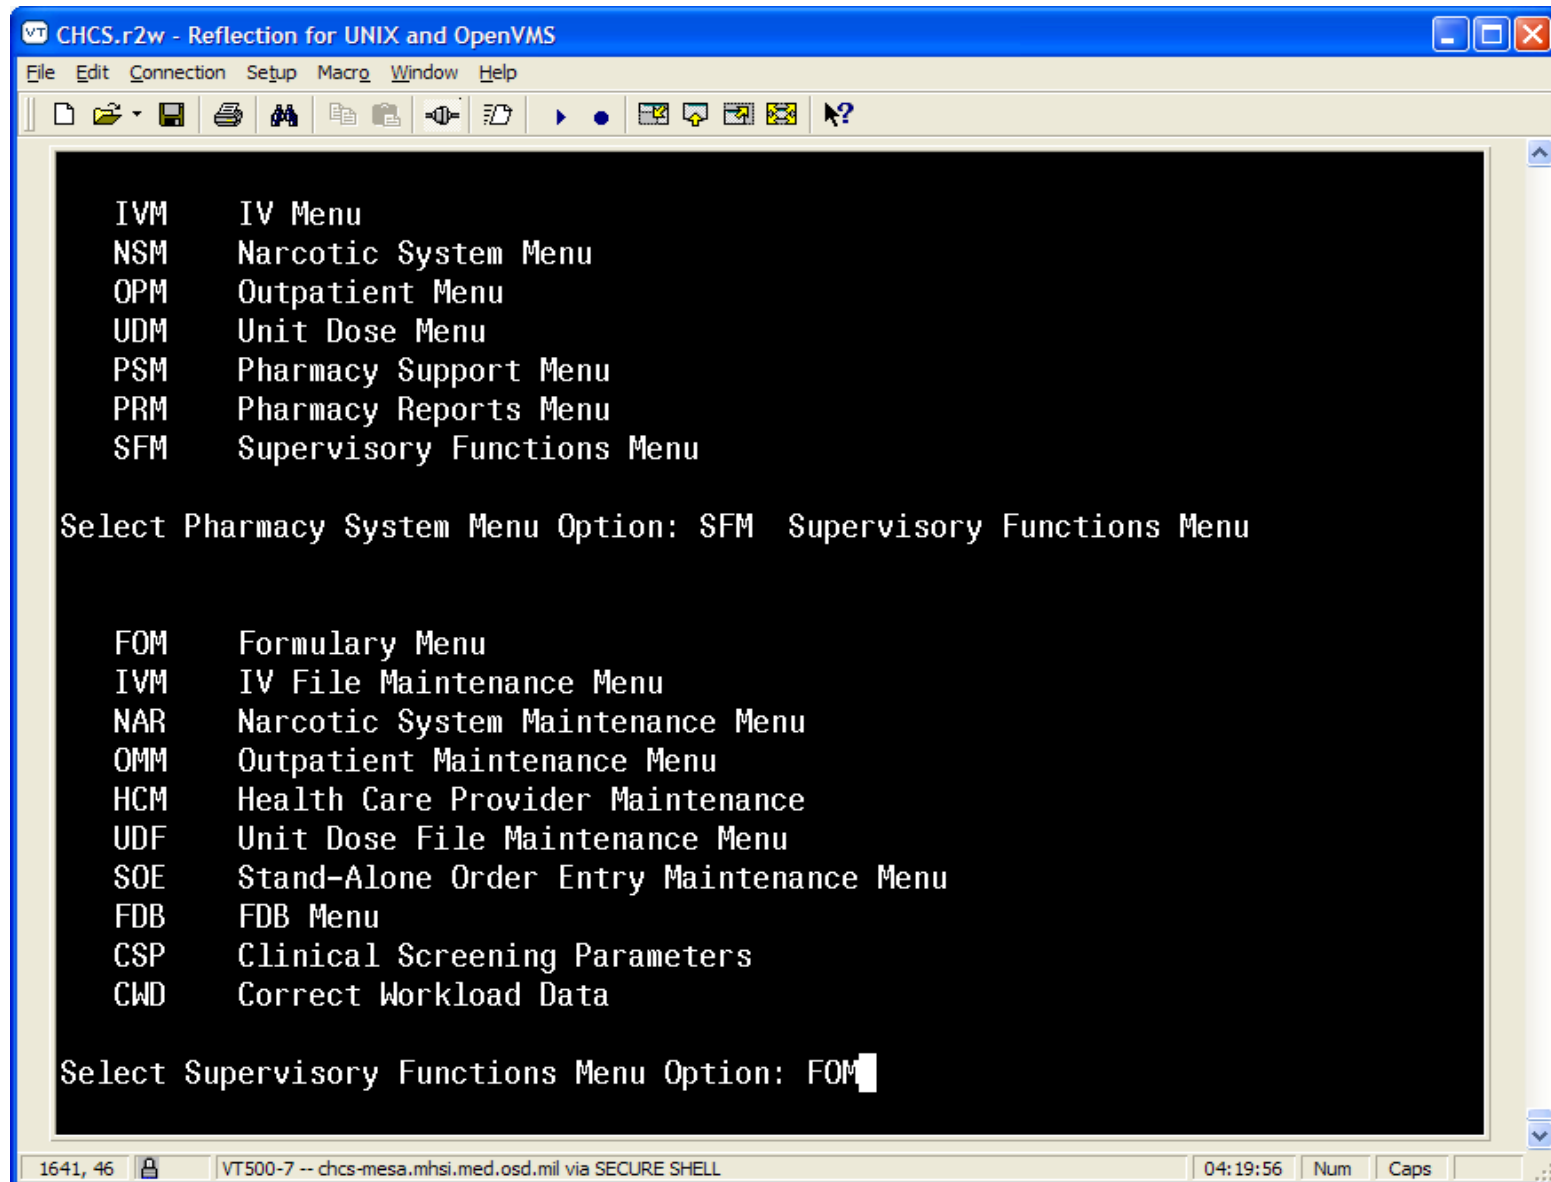 VT CHCS.r2w - Reflection for UNIX and OpenVMS
File Edit Connection Setup Macro Window Help
IVM IV Menu
NSM Narcotic System Menu
OPM Outpatient Menu
UDM Unit Dose Menu
PSM Pharmacy Support Menu
PRM Pharmacy Reports Menu
SFM Supervisory Functions Menu
Select Pharmacy System Menu Option: SFM Supervisory Functions Menu
FOM Formulary Menu
IVM IV File Maintenance Menu
NAR Narcotic System Maintenance Menu
OMM Outpatient Maintenance Menu
HCM Health Care Provider Maintenance
UDF Unit Dose File Maintenance Menu
SOE Stand-Alone Order Entry Maintenance Menu
FDB FDB Menu
CSP Clinical Screening Parameters
CWD Correct Workload Data
Select Supervisory Functions Menu Option: FOM
1641, 46 VT500-7 -- chcs-mesa.mhsi.med.osd.mil via SECURE SHELL 04:19:56 Num Caps